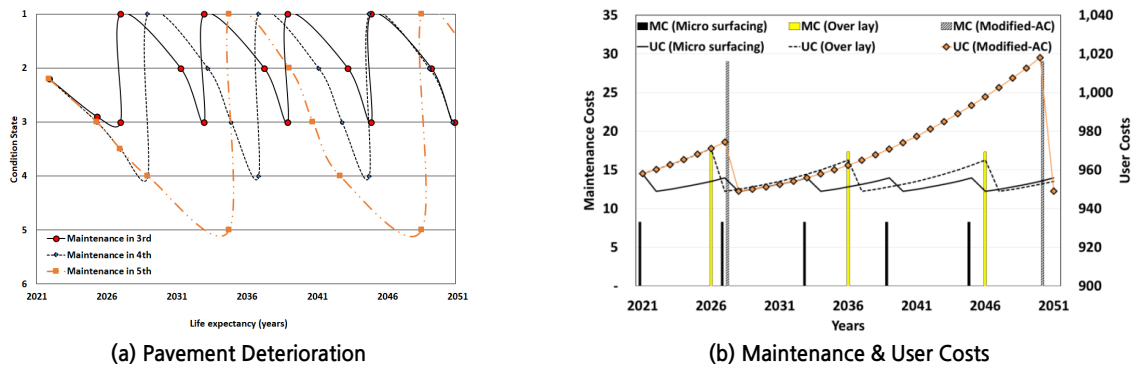 1
2
3
4
5
6
Condition State
Maintenance in 3rd
Maintenance in 4th
Maintenance in 5th
2021 2026 2031 2036 2041 2046 2051
Life expectancy (years)
(a) Pavement Deterioration
35
30
25
20
15
10
5
-
Maintenance Costs
MC (Micro surfacing) MC (Over lay) MC (Modified-AC)
UC (Micro surfacing) UC (Over lay) UC (Modified-AC)
1,040
1,020
1,000
980
960
940
920
900
User Costs
2021 2026 2031 2036 2041 2046 2051
Years
(b) Maintenance & User Costs